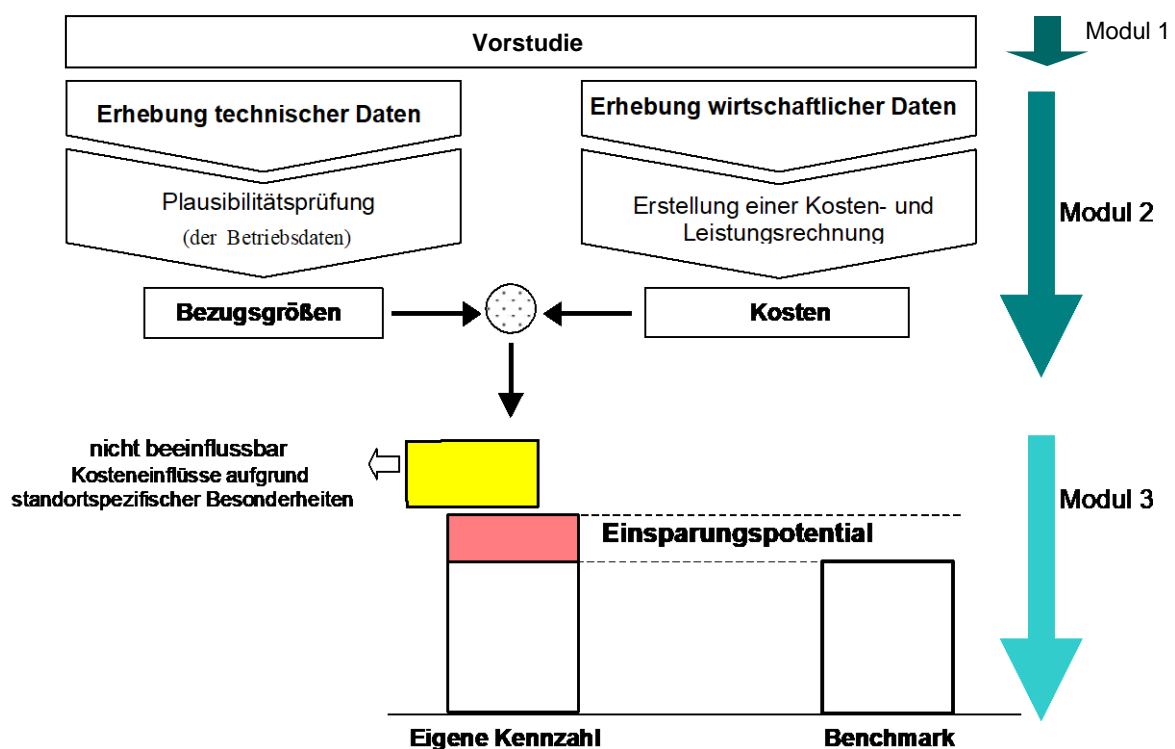 Vorstudie
Modul 1
Erhebung technischer Daten
Erhebung wirtschaftlicher Daten
Plausibilitätsprüfung
(der Betriebsdaten)
Erstellung einer Kosten- und
Leistungsrechnung
Modul 2
Bezugsgrößen
Kosten
nicht beeinflussbar
Kosteneinflüsse aufgrund
standortspezifischer Besonderheiten
Modul 3
Einsparungspotential
Eigene Kennzahl
Benchmark